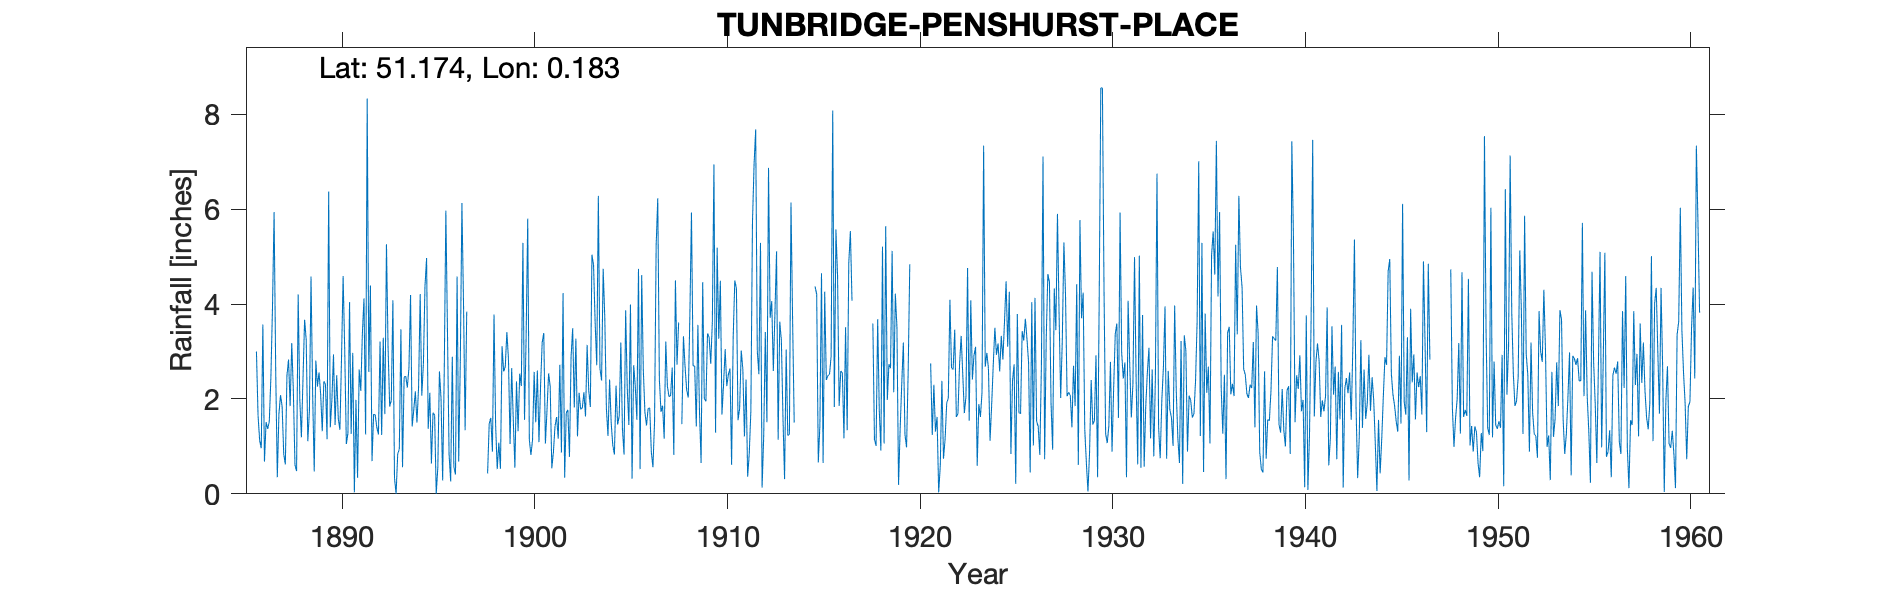 TUNBRIDGE-PENSHURST-PLACE
Lat: 51.174, Lon: 0.183
Rainfall [inches]
8
6
4
2
0
1890 1900 1910 1920 1930 1940 1950 1960
Year